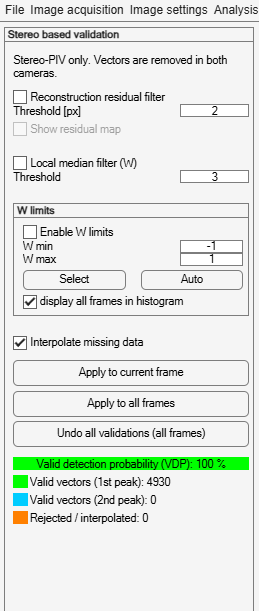 File Image acquisition Image settings Analysis
Stereo based validation
Stereo-PIV only. Vectors are removed in both
cameras.
Reconstruction residual filter
Threshold [px] 2
Show residual map
Local median filter (W)
Threshold 3
W limits
Enable W limits
W min -1
W max 1
Select Auto
display all frames in histogram
Interpolate missing data
Apply to current frame
Apply to all frames
Undo all validations (all frames)
Valid detection probability (VDP): 100 %
Valid vectors (1st peak): 4930
Valid vectors (2nd peak): 0
Rejected / interpolated: 0